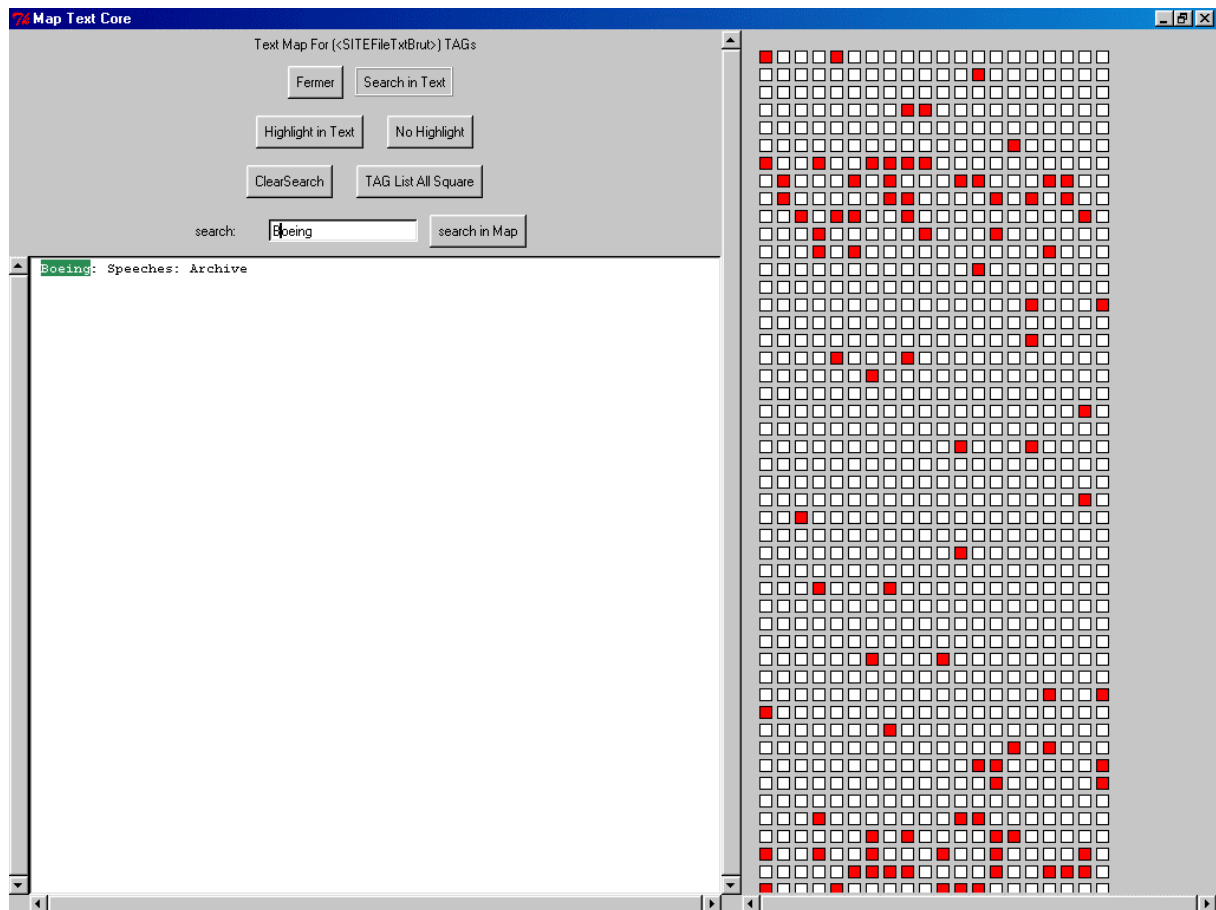 Map Text Core
Text Map For (<SITEFileTxtBrut>) TAGs
Fermer Search in Text
Highlight in Text No Highlight
ClearSearch TAG List All Square
search: Boeing search in Map
Boeing: Speeches: Archive